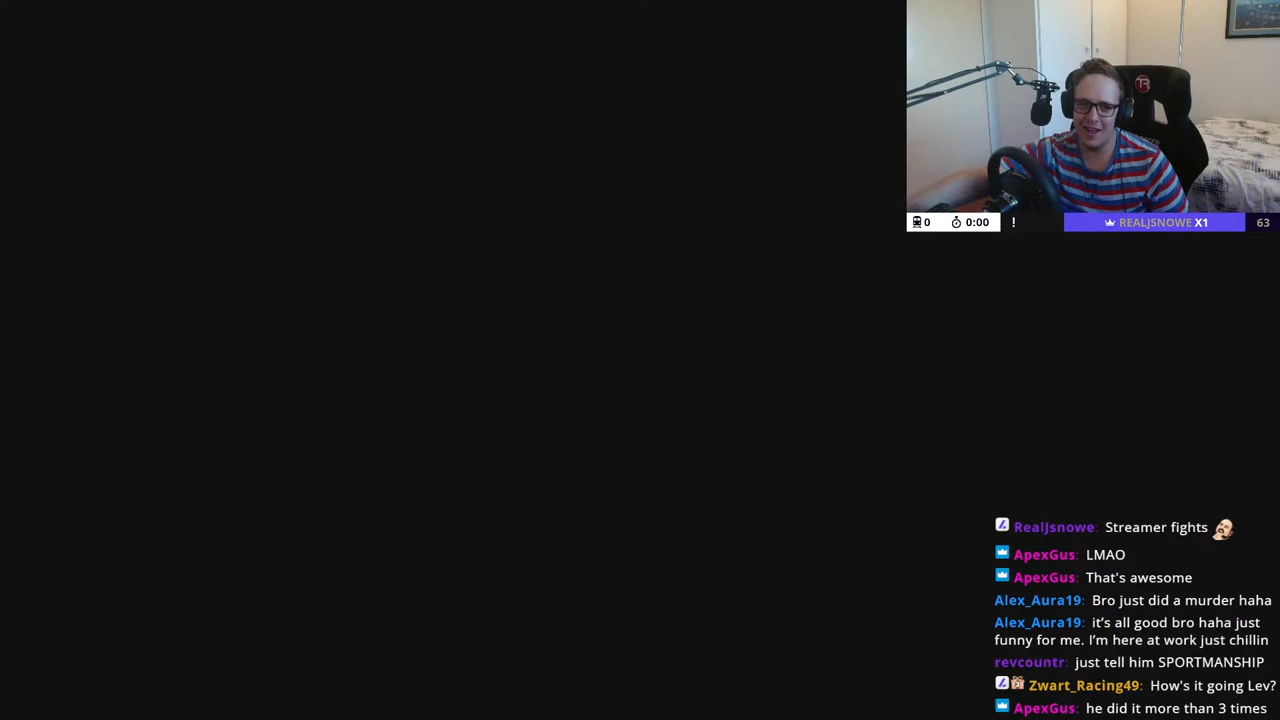 0 0:00 ! REALJSNOWE X1 63
RealJsnowe: Streamer fights
ApexGus: LMAO
ApexGus: That's awesome
Alex_Aura19: Bro just did a murder haha
Alex_Aura19: it’s all good bro haha just
funny for me. I’m here at work just chillin
revcountr: just tell him SPORTMANSHIP
Zwart_Racing49: How's it going Lev?
ApexGus: he did it more than 3 times